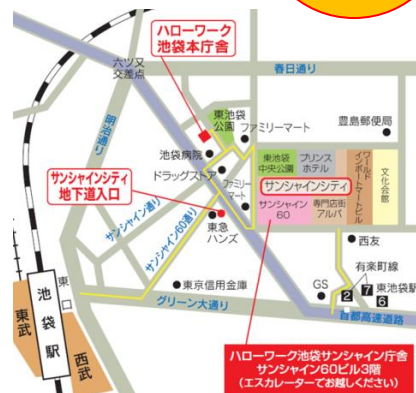 ハローワーク
池袋本庁舎
六ツ又
交差点
春日通り
明治通り
東池袋
公園
ファミリーマート
豊島郵便局
池袋病院
ドラッグストア
ファミリー
マート
東池袋
中央公園
プリンス
ホテル
ワールド
インポートマートビル
文化会館
サンシャインシティ
サンシャイン
60
専門店街
アルパ
サンシャインシティ
地下道入口
サンシャイン通り
サンシャイン60通り
東急
ハンズ
西友
有楽町線
東池袋駅
2
7
6
GS
東京信用金庫
グリーン大通り
首都高速道路
東口
池袋駅
東武
西武
ハローワーク池袋サンシャイン庁舎
サンシャイン60ビル3階
（エスカレーターでお越しください）